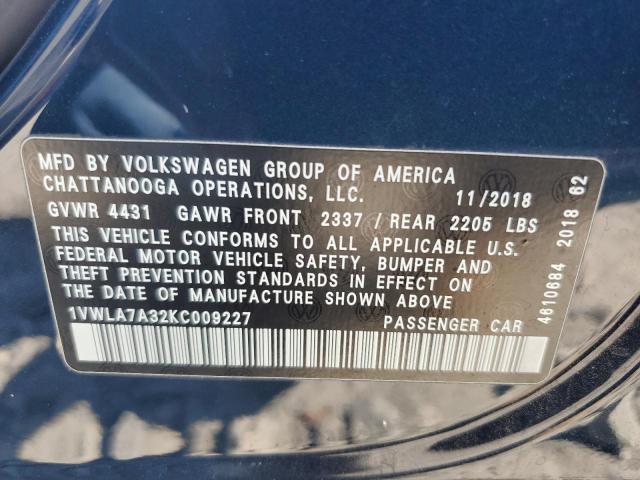 MFD BY VOLKSWAGEN GROUP OF AMERICA
CHATTANOOGA OPERATIONS, LLC. 11/2018
GVWR 4431 GAWR FRONT 2337 / REAR 2205 LBS
THIS VEHICLE CONFORMS TO ALL APPLICABLE U.S.
FEDERAL MOTOR VEHICLE SAFETY, BUMPER AND
THEFT PREVENTION STANDARDS IN EFFECT ON
THE DATE OF MANUFACTURE SHOWN ABOVE
1VWLA7A32KC009227 PASSENGER CAR
4610684 2018 62